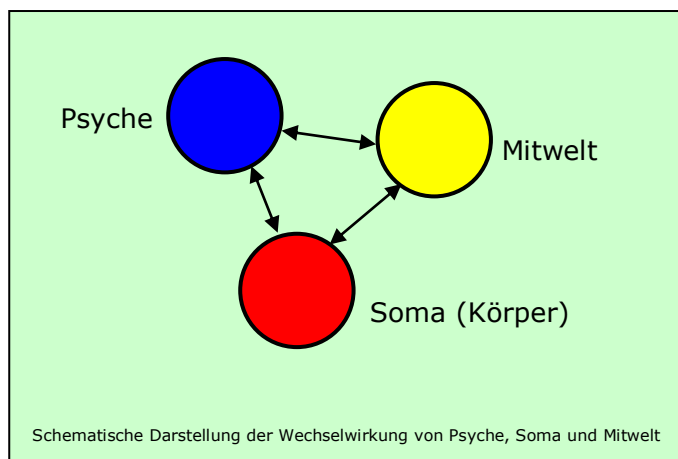 Psyche
Mitwelt
Soma (Körper)
Schematische Darstellung der Wechselwirkung von Psyche, Soma und Mitwelt